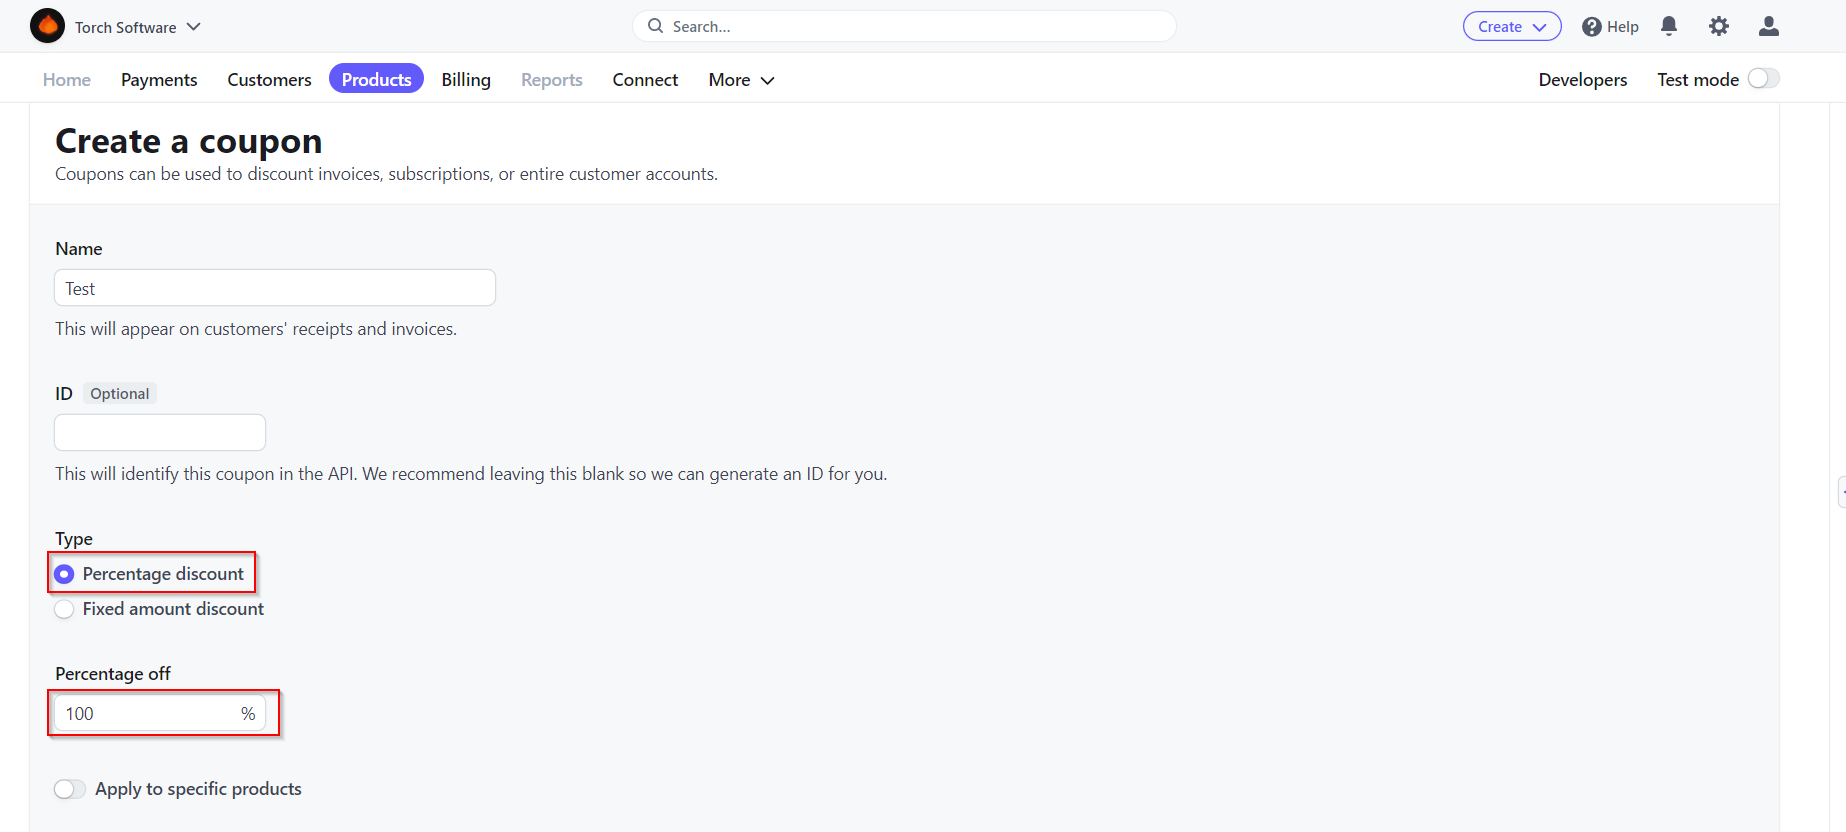 Torch Software
Search...
Create
Help
Home Payments Customers Products Billing Reports Connect More
Developers Test mode
Create a coupon
Coupons can be used to discount invoices, subscriptions, or entire customer accounts.
Name
Test
This will appear on customers' receipts and invoices.
ID Optional
This will identify this coupon in the API. We recommend leaving this blank so we can generate an ID for you.
Type
Percentage discount
Fixed amount discount
Percentage off
100 %
Apply to specific products